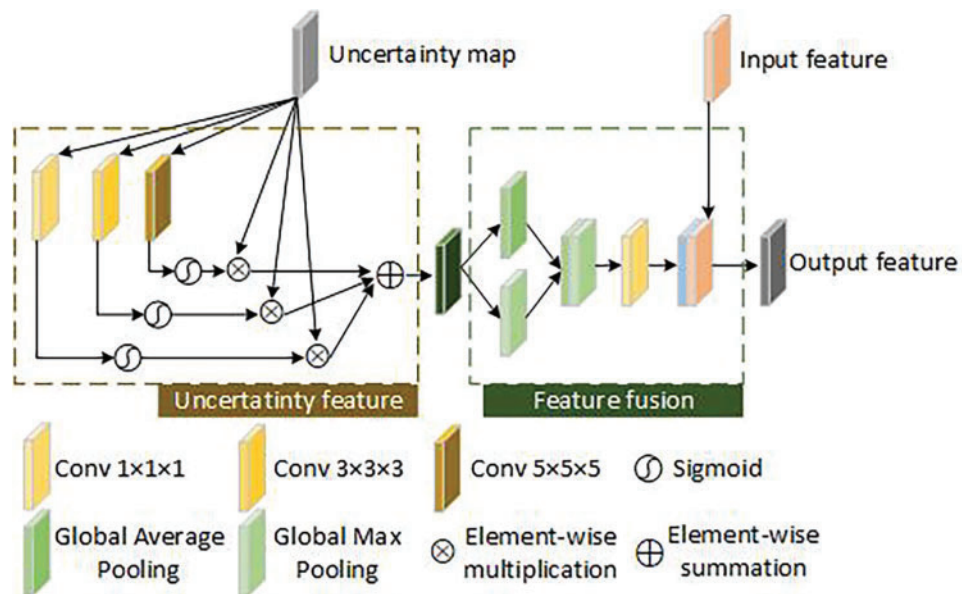 Uncertainty map
Input feature
Output feature
Uncertatinty feature
Feature fusion
Conv 1×1×1
Conv 3×3×3
Conv 5×5×5
Sigmoid
Global Average
Pooling
Global Max
Pooling
Element-wise
multiplication
Element-wise
summation